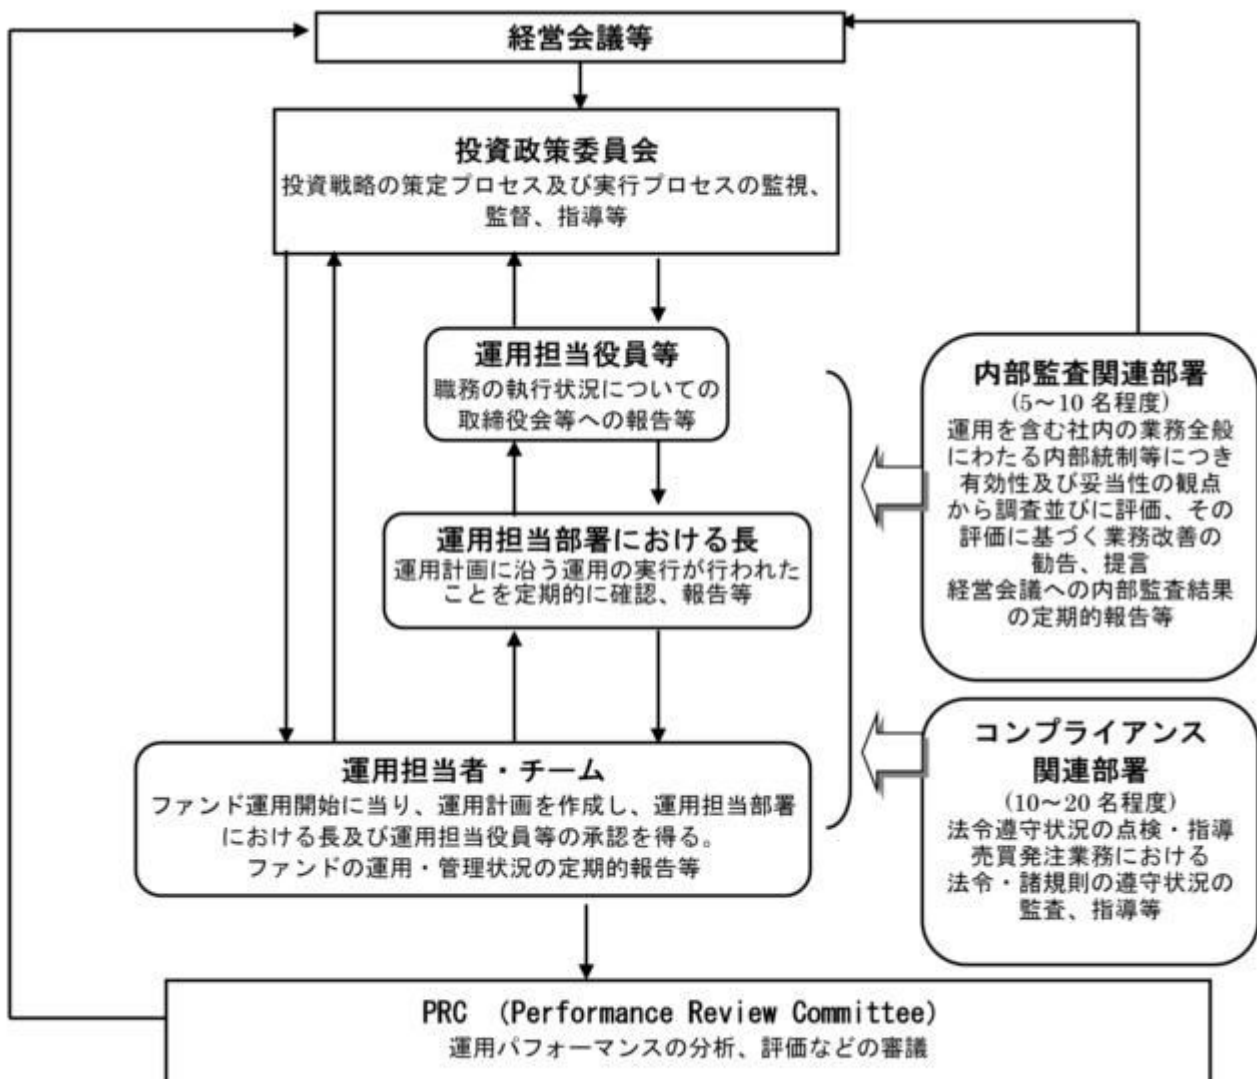 経営会議等
投資政策委員会
投資戦略の策定プロセス及び実行プロセスの監視、
監督、指導等
運用担当役員等
職務の執行状況についての
取締役会等への報告等
運用担当部署における長
運用計画に沿う運用の実行が行われた
ことを定期的に確認、報告等
運用担当者・チーム
ファンド運用開始に当り、運用計画を作成し、運用担当部署
における長及び運用担当役員等の承認を得る。
ファンドの運用・管理状況の定期的報告等
内部監査関連部署
(5～10 名程度)
運用を含む社内の業務全般
にわたる内部統制等につき
有効性及び妥当性の観点
から調査並びに評価、その
評価に基づく業務改善の
勧告、提言
経営会議への内部監査結果
の定期的報告等
コンプライアンス
関連部署
(10～20 名程度)
法令遵守状況の点検・指導
売買発注業務における
法令・諸規則の遵守状況の
監査、指導等
PRC （Performance Review Committee）
運用パフォーマンスの分析、評価などの審議